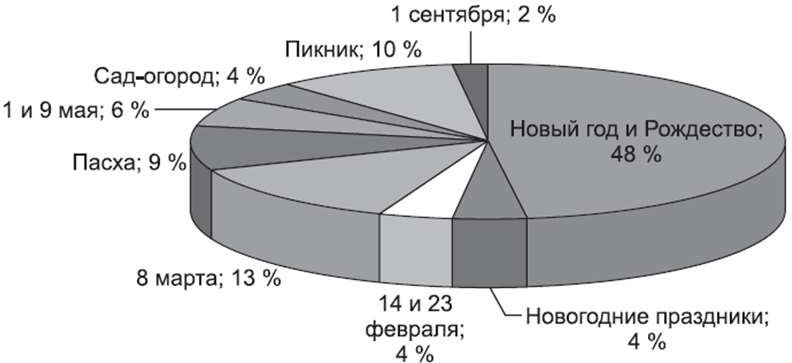 1 сентября; 2 %
Пикник; 10 %
Сад-огород; 4 %
1 и 9 мая; 6 %
Пасха; 9 %
8 марта; 13 %
14 и 23
февраля;
4 %
Новогодние праздники;
4 %
Новый год и Рождество;
48 %